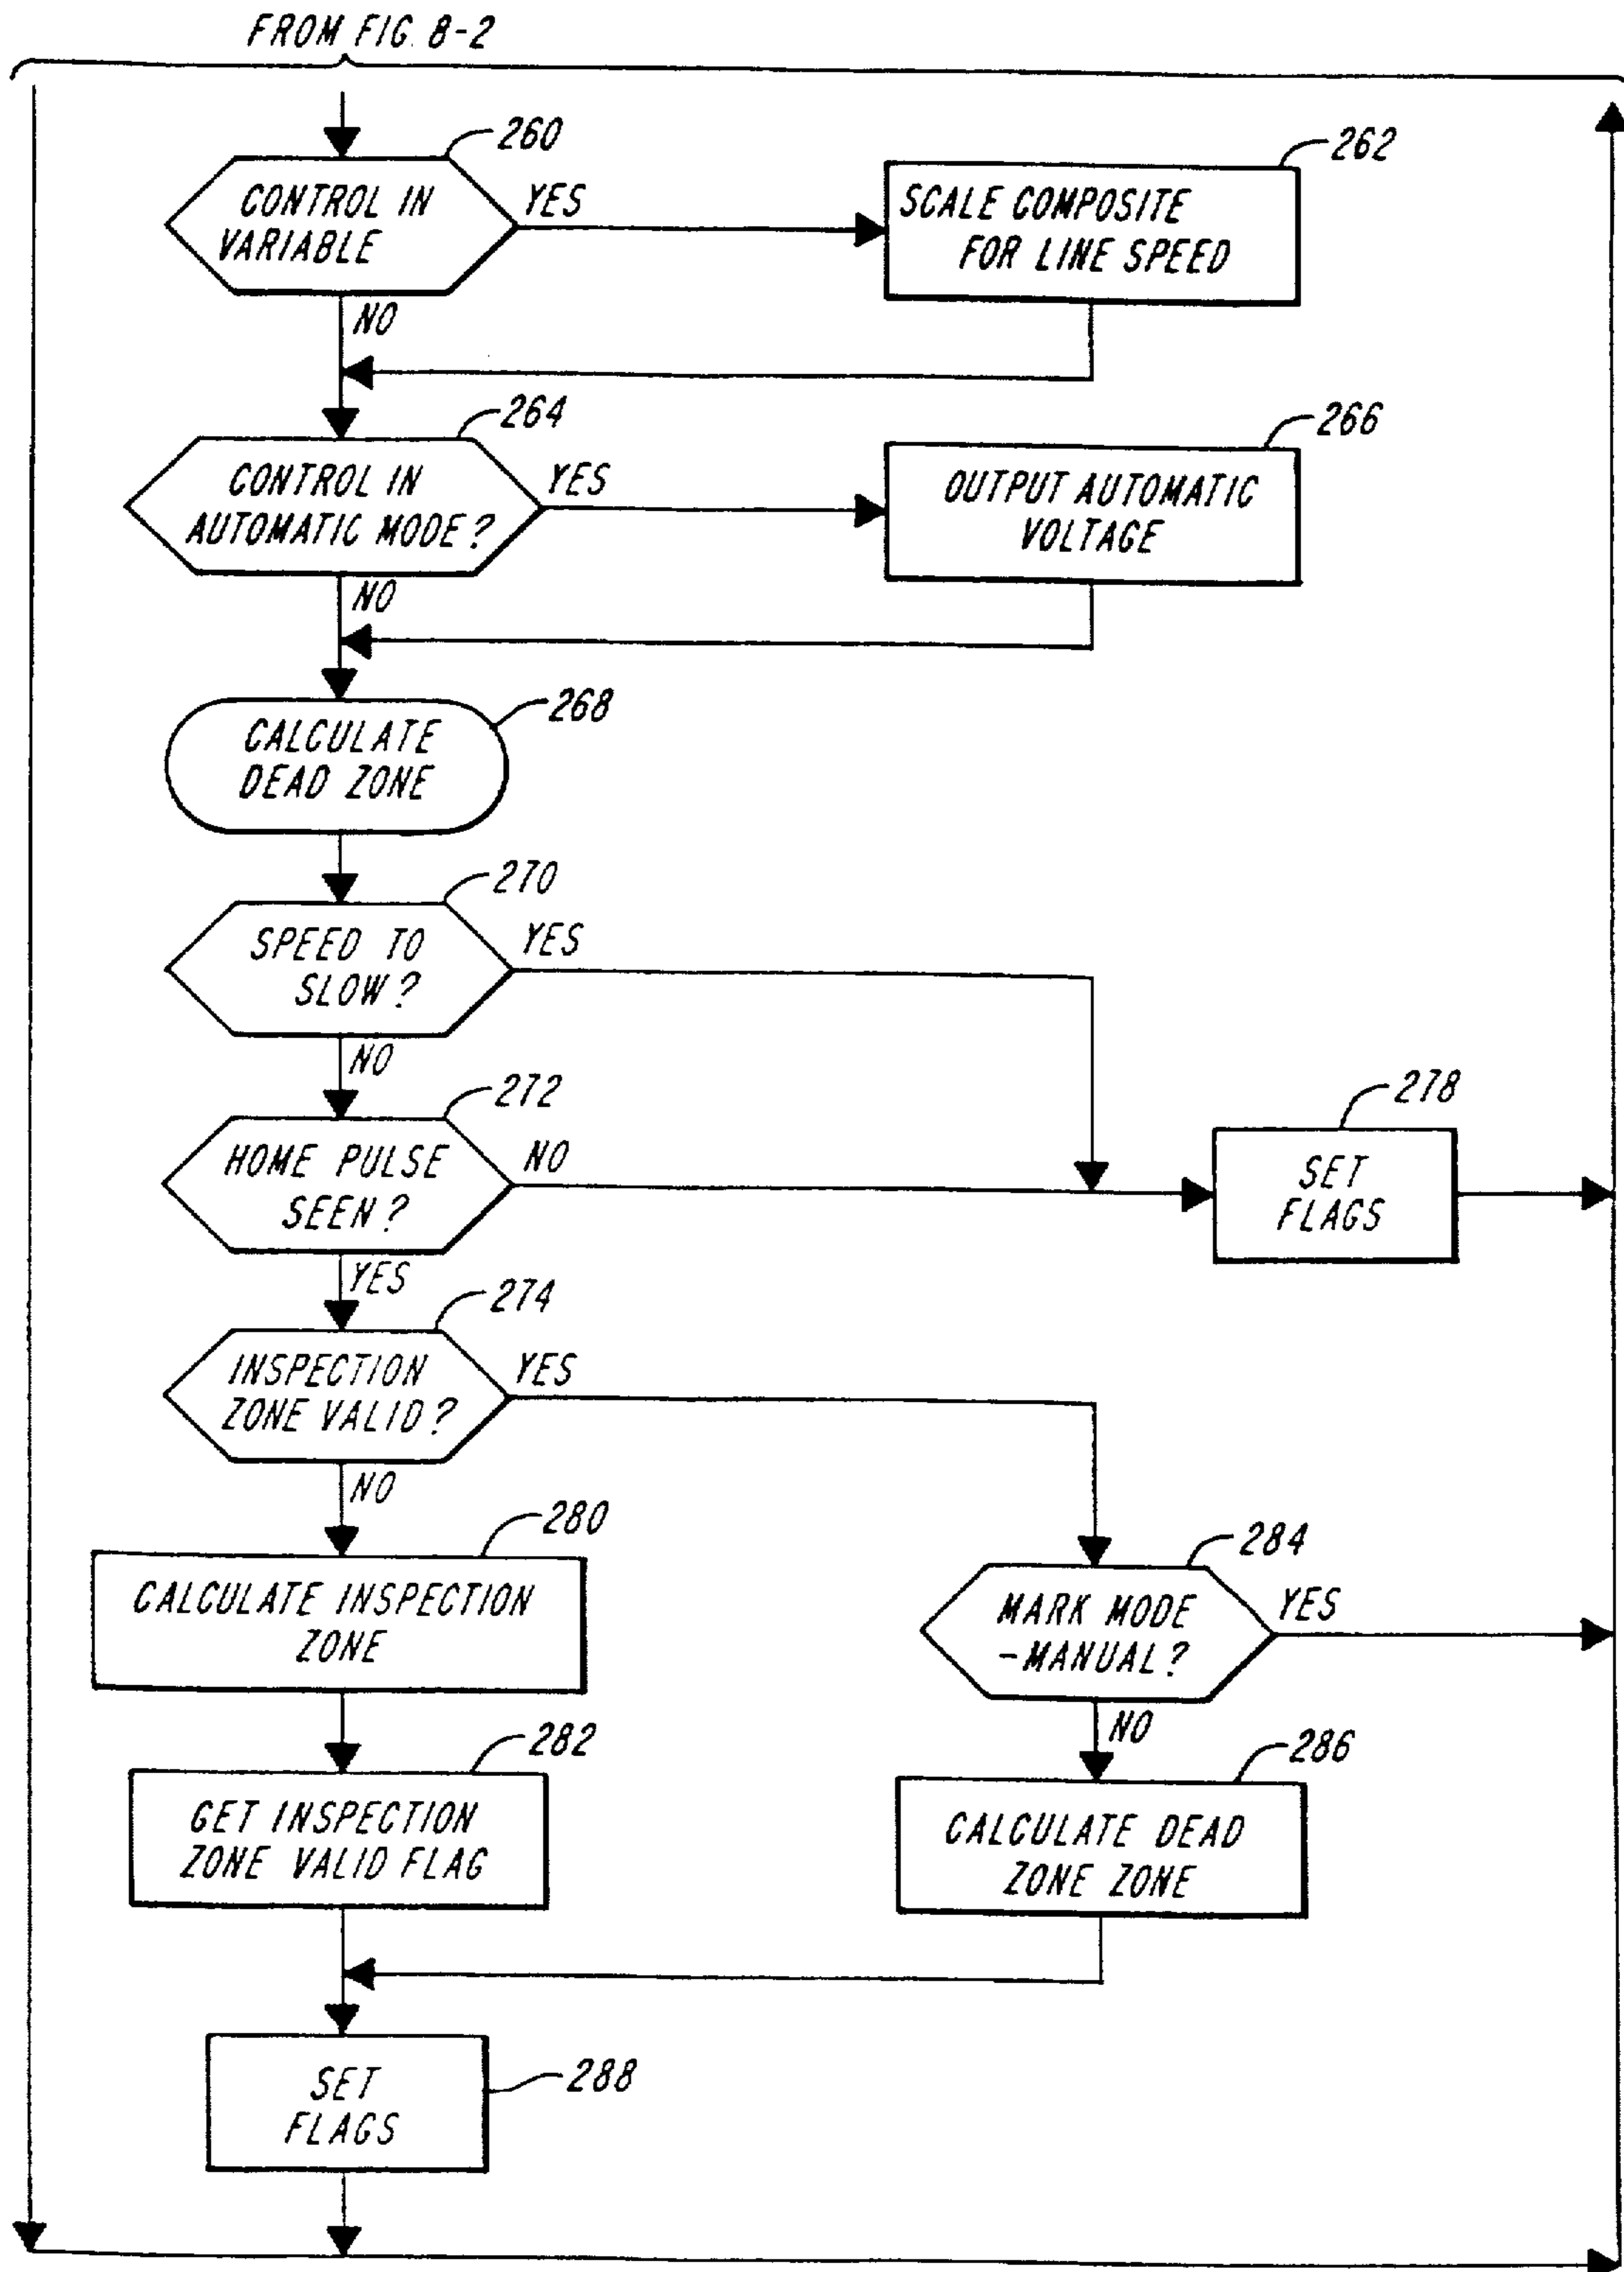 FROM FIG. 8-2
260
CONTROL IN
VARIABLE
YES
NO
262
SCALE COMPOSITE
FOR LINE SPEED
264
CONTROL IN
AUTOMATIC MODE?
YES
NO
266
OUTPUT AUTOMATIC
VOLTAGE
268
CALCULATE
DEAD ZONE
270
SPEED TO
SLOW?
YES
NO
272
HOME PULSE
SEEN?
NO
YES
278
SET
FLAGS
274
INSPECTION
ZONE VALID?
YES
NO
280
CALCULATE INSPECTION
ZONE
284
MARK MODE
-MANUAL?
YES
NO
282
GET INSPECTION
ZONE VALID FLAG
286
CALCULATE DEAD
ZONE ZONE
288
SET
FLAGS